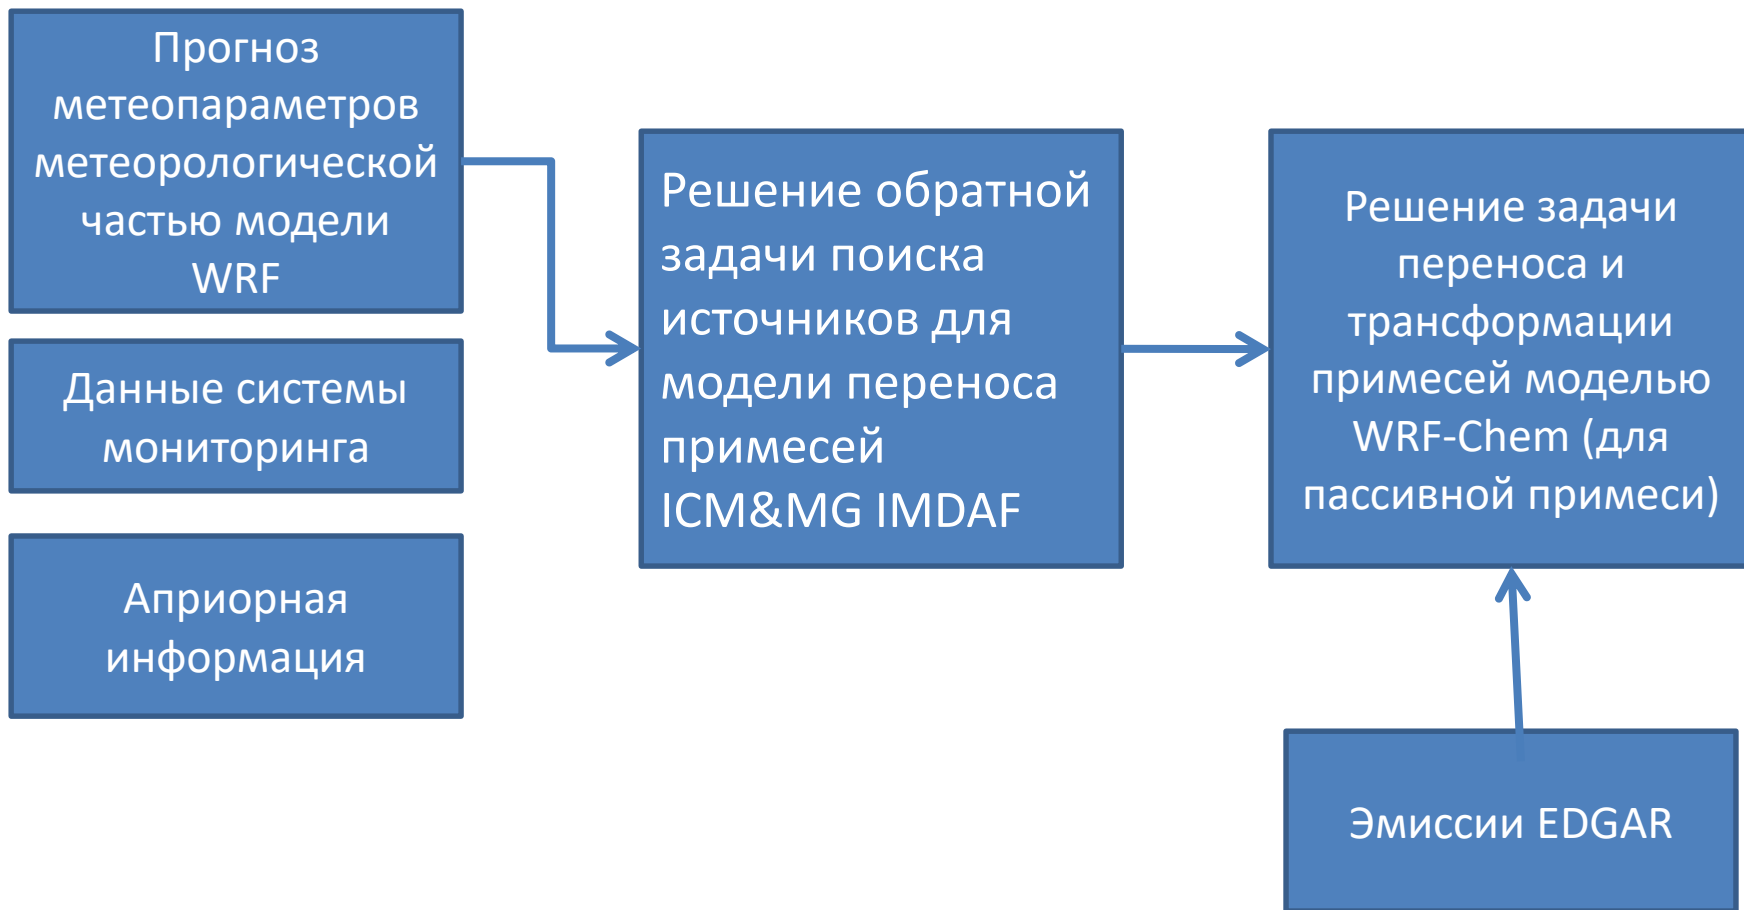 Прогноз
метеопараметров
метеорологической
частью модели
WRF
Данные системы
мониторинга
Априорная
информация
Решение обратной
задачи поиска
источников для
модели переноса
примесей
ICM&MG IMDAF
Решение задачи
переноса и
трансформации
примесей моделью
WRF-Chem (для
пассивной примеси)
Эмиссии EDGAR